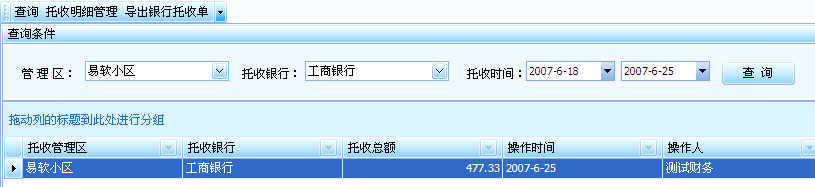 查询 托收明细管理 导出银行托收单
查询条件
管理区： 易软小区 托收银行： 工商银行 托收时间： 2007-6-18 2007-6-25 查 询
拖动列的标题到此处进行分组
托收管理区 托收银行 托收总额 操作时间 操作人
易软小区 工商银行 477.33 2007-6-25 测试财务